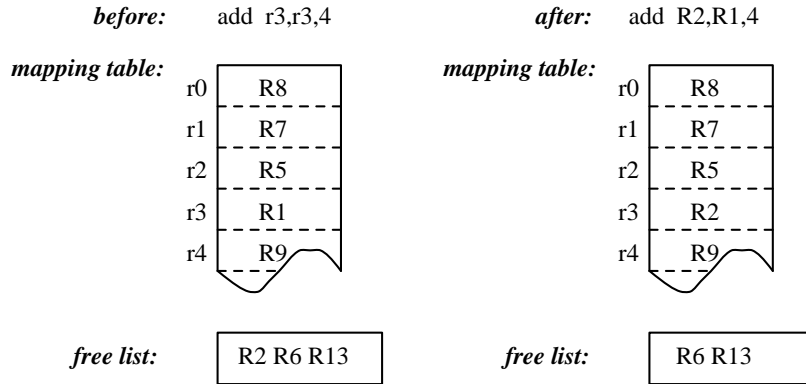 before: add r3,r3,4 after: add R2,R1,4
mapping table: mapping table:
r0 R8 r0 R8
r1 R7 r1 R7
r2 R5 r2 R5
r3 R1 r3 R2
r4 R9 r4 R9
free list: R2 R6 R13 free list: R6 R13